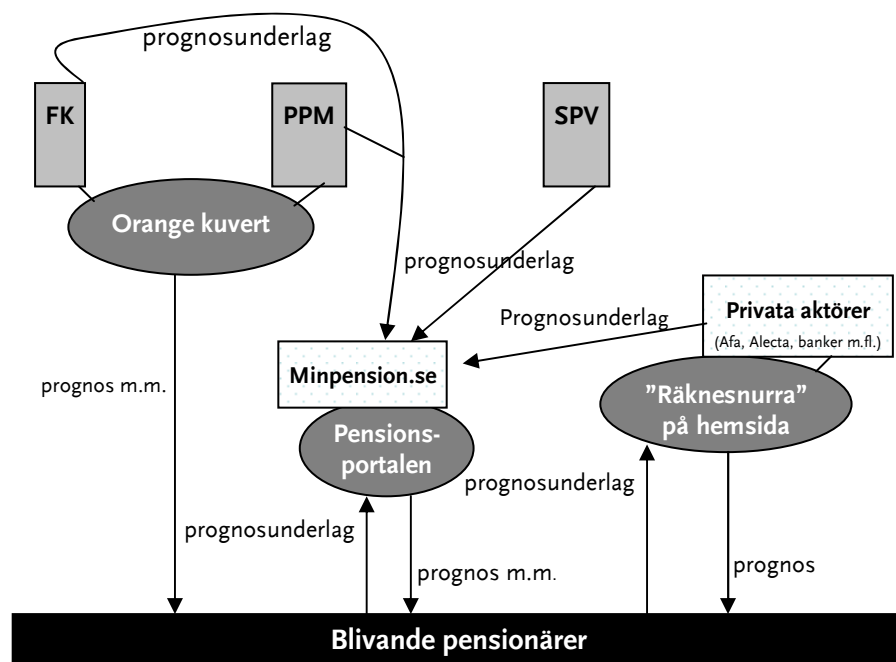 prognosunderlag
FK
PPM
SPV
Orange kuvert
prognosunderlag
Privata aktörer
(Afa, Alecta, banker m.fl.)
Prognosunderlag
Minpension.se
prognos m.m.
”Räknesnurra”
på hemsida
Pensions-
portalen
prognosunderlag
prognosunderlag
prognos m.m.
prognos
Blivande pensionärer